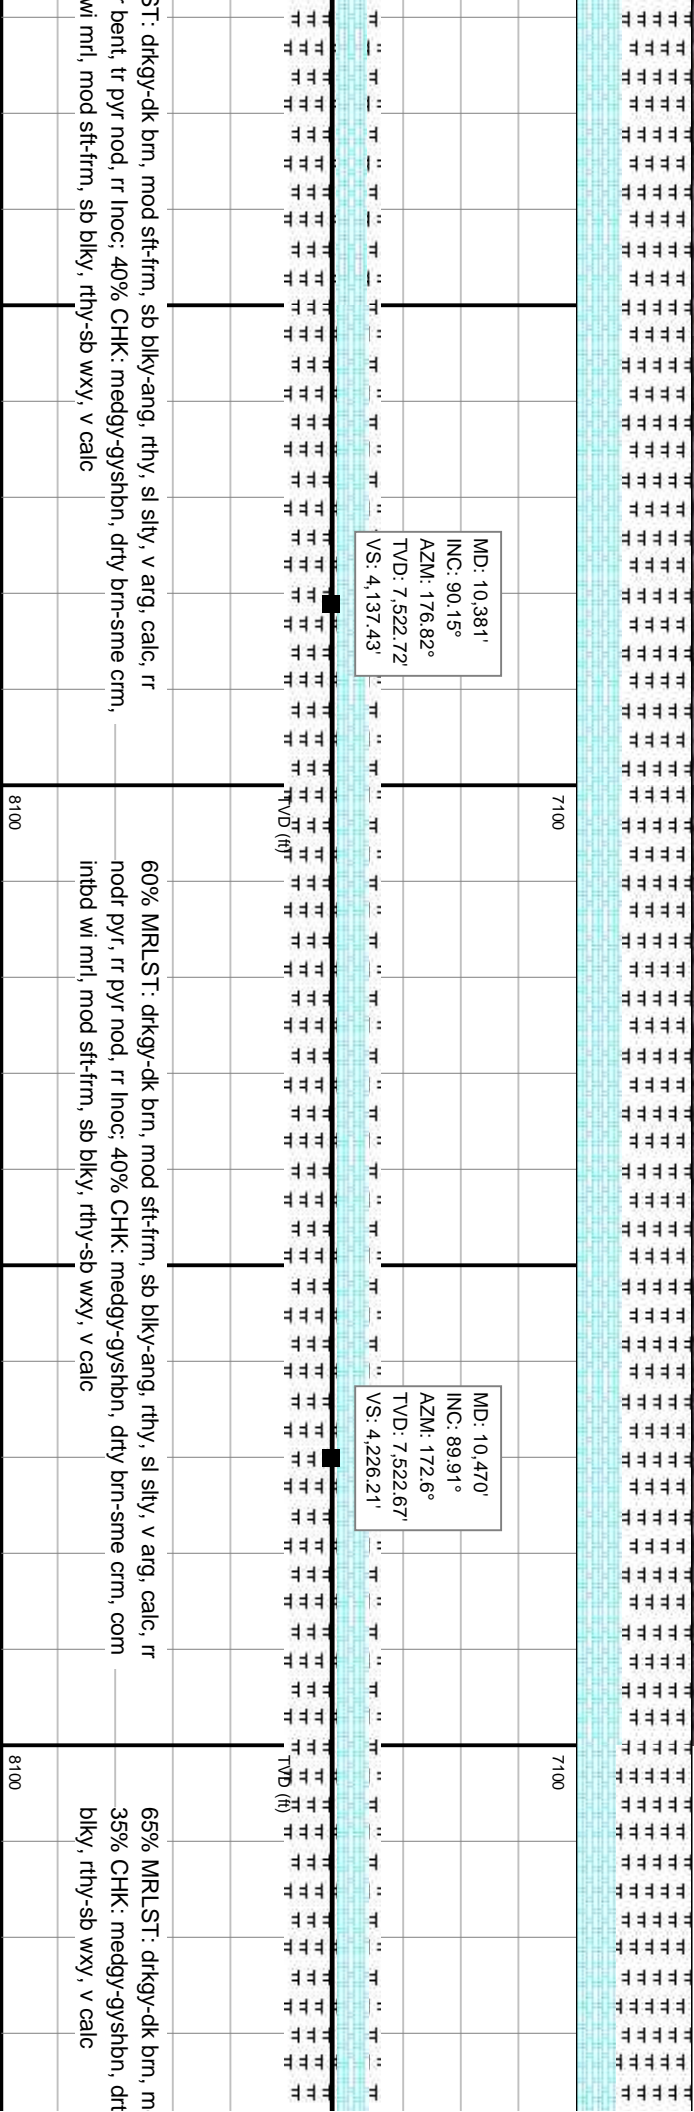 ST: drkgy-dk brn, mod sft-frm, sb blky-ang, rthy, sl slty, v arg, calc, rr
bent, tr pyr nod, rr Inoc; 40% CHK: medgy-gyshbn, drty brn-sme crm,
wi mrl, mod sft-frm, sb blky, rthy-sb wxy, v calc
MD: 10,381'
INC: 90.15°
AZM: 176.82°
TVD: 7,522.72'
VS: 4,137.43'
7100
TVD (ft)
8100
60% MRLST: drkgy-dk brn, mod sft-frm, sb blky-ang, rthy, sl slty, v arg, calc, rr
nodr pyr, rr pyr nod, rr Inoc; 40% CHK: medgy-gyshbn, drty brn-sme crm, com
intbd wi mrl, mod sft-frm, sb blky, rthy-sb wxy, v calc
MD: 10,470'
INC: 89.91°
AZM: 172.6°
TVD: 7,522.67'
VS: 4,226.21'
7100
TVD (ft)
8100
65% MRLST: drkgy-dk brn, m
35% CHK: medgy-gyshbn, drt
blky, rthy-sb wxy, v calc